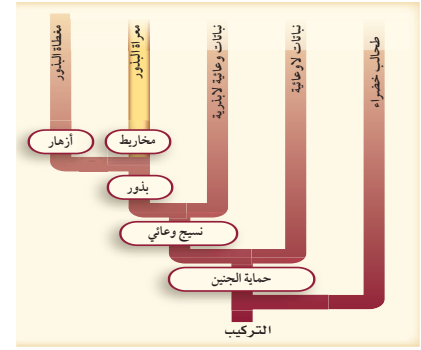 طحالب خضراء
نباتات لاوعائية
نباتات وعائية لابذرية
معراة البذور
مغطاة البذور
مخاريط
أزهار
بذور
نسيج وعائي
حماية الجنين
التركيب